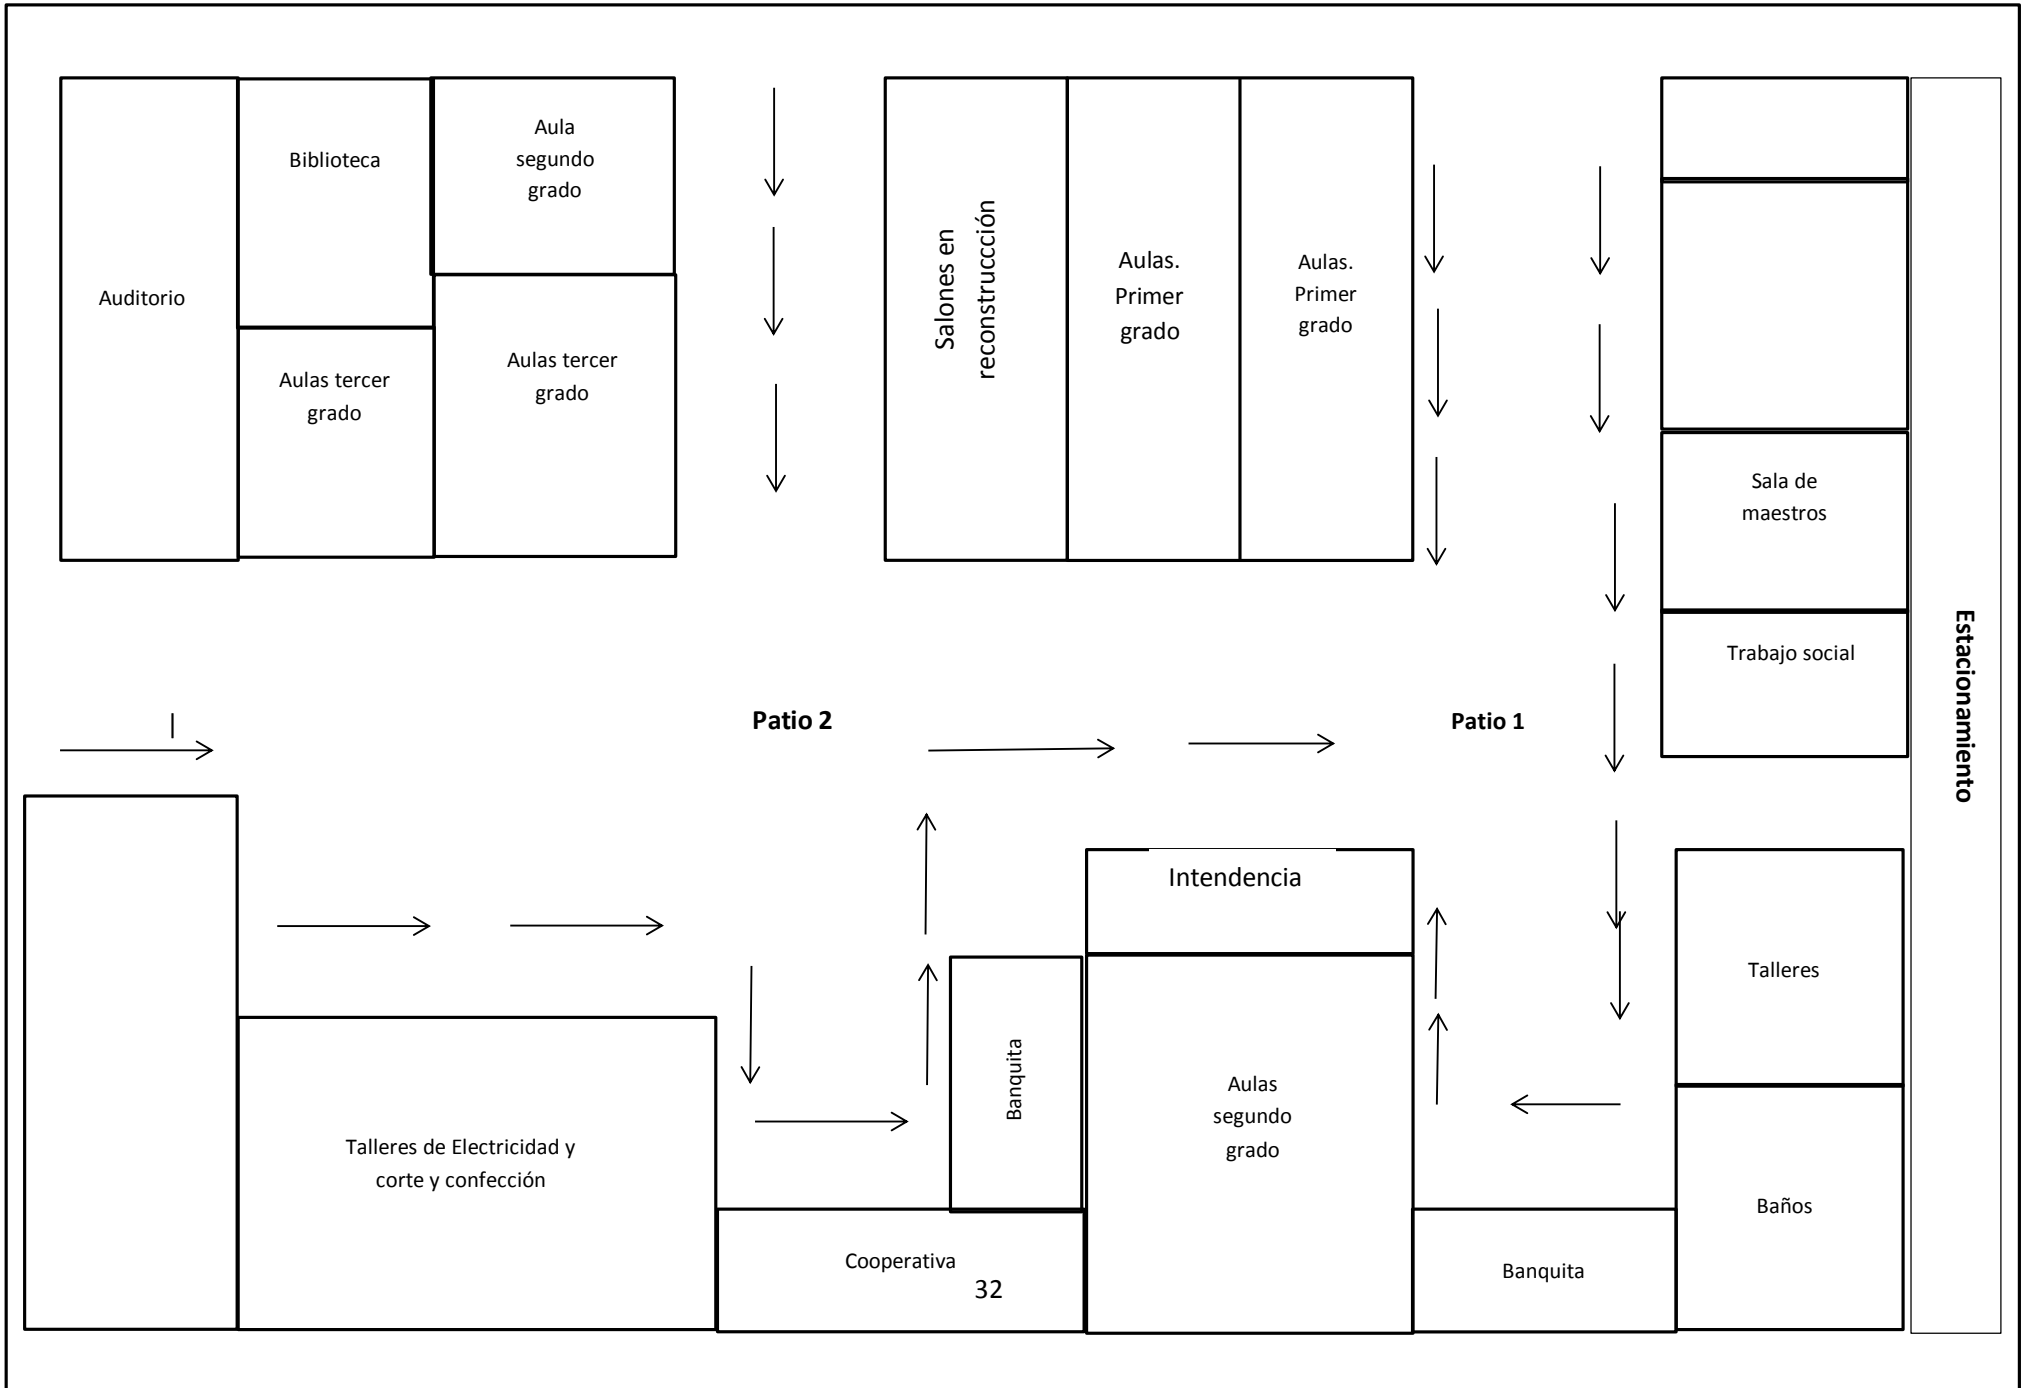 Biblioteca
Aula
segundo
grado
Auditorio
Aulas tercer
grado
Aulas tercer
grado
Salones en
reconstruccción
Aulas.
Primer
grado
Aulas.
Primer
grado
Sala de
maestros
Trabajo social
Estacionamiento
Patio 2
Patio 1
Intendencia
Talleres
Banquita
Aulas
segundo
grado
Talleres de Electricidad y
corte y confección
Baños
Cooperativa
32
Banquita